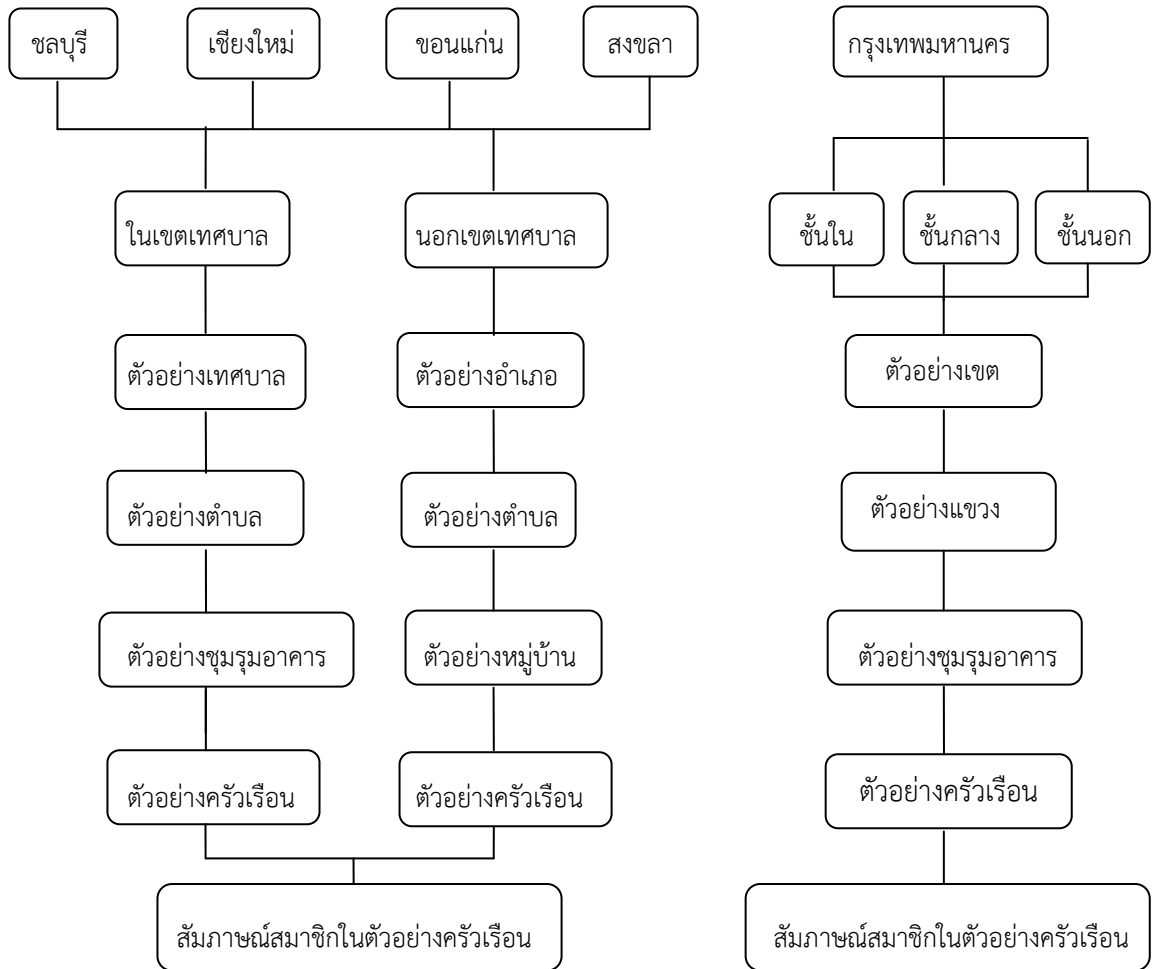 ชลบุรี
เชียงใหม่
ขอนแก่น
สงขลา
กรุงเทพมหานคร
ในเขตเทศบาล
นอกเขตเทศบาล
ชั้นใน
ชั้นกลาง
ชั้นนอก
ตัวอย่างเทศบาล
ตัวอย่างอำเภอ
ตัวอย่างเขต
ตัวอย่างตำบล
ตัวอย่างตำบล
ตัวอย่างแขวง
ตัวอย่างชุมรุมอาคาร
ตัวอย่างหมู่บ้าน
ตัวอย่างชุมรุมอาคาร
ตัวอย่างครัวเรือน
ตัวอย่างครัวเรือน
ตัวอย่างครัวเรือน
สัมภาษณ์สมาชิกในตัวอย่างครัวเรือน
สัมภาษณ์สมาชิกในตัวอย่างครัวเรือน